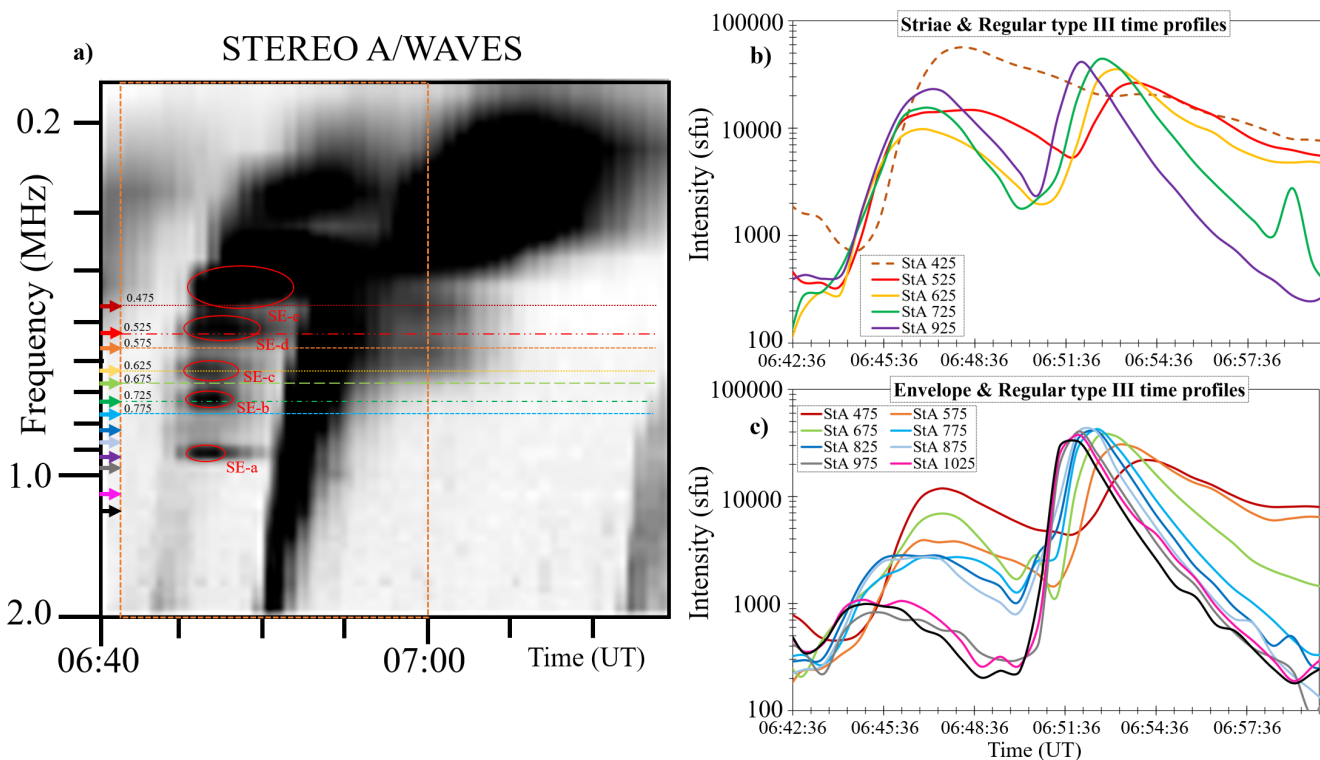 a)
STEREO A/WAVES
0.2
1.0
2.0
Frequency (MHz)
0.475
0.525
0.575
0.625
0.675
0.725
0.775
SE-e
SE-d
SE-c
SE-b
SE-a
06:40
07:00
Time (UT)
b)
Striae & Regular type III time profiles
100000
10000
1000
100
Intensity (sfu)
StA 425
StA 525
StA 625
StA 725
StA 925
06:42:36 06:45:36 06:48:36 06:51:36 06:54:36 06:57:36
c)
Envelope & Regular type III time profiles
100000
10000
1000
100
Intensity (sfu)
StA 475 StA 575
StA 675 StA 775
StA 825 StA 875
StA 975 StA 1025
06:42:36 06:45:36 06:48:36 06:51:36 06:54:36 06:57:36
Time (UT)